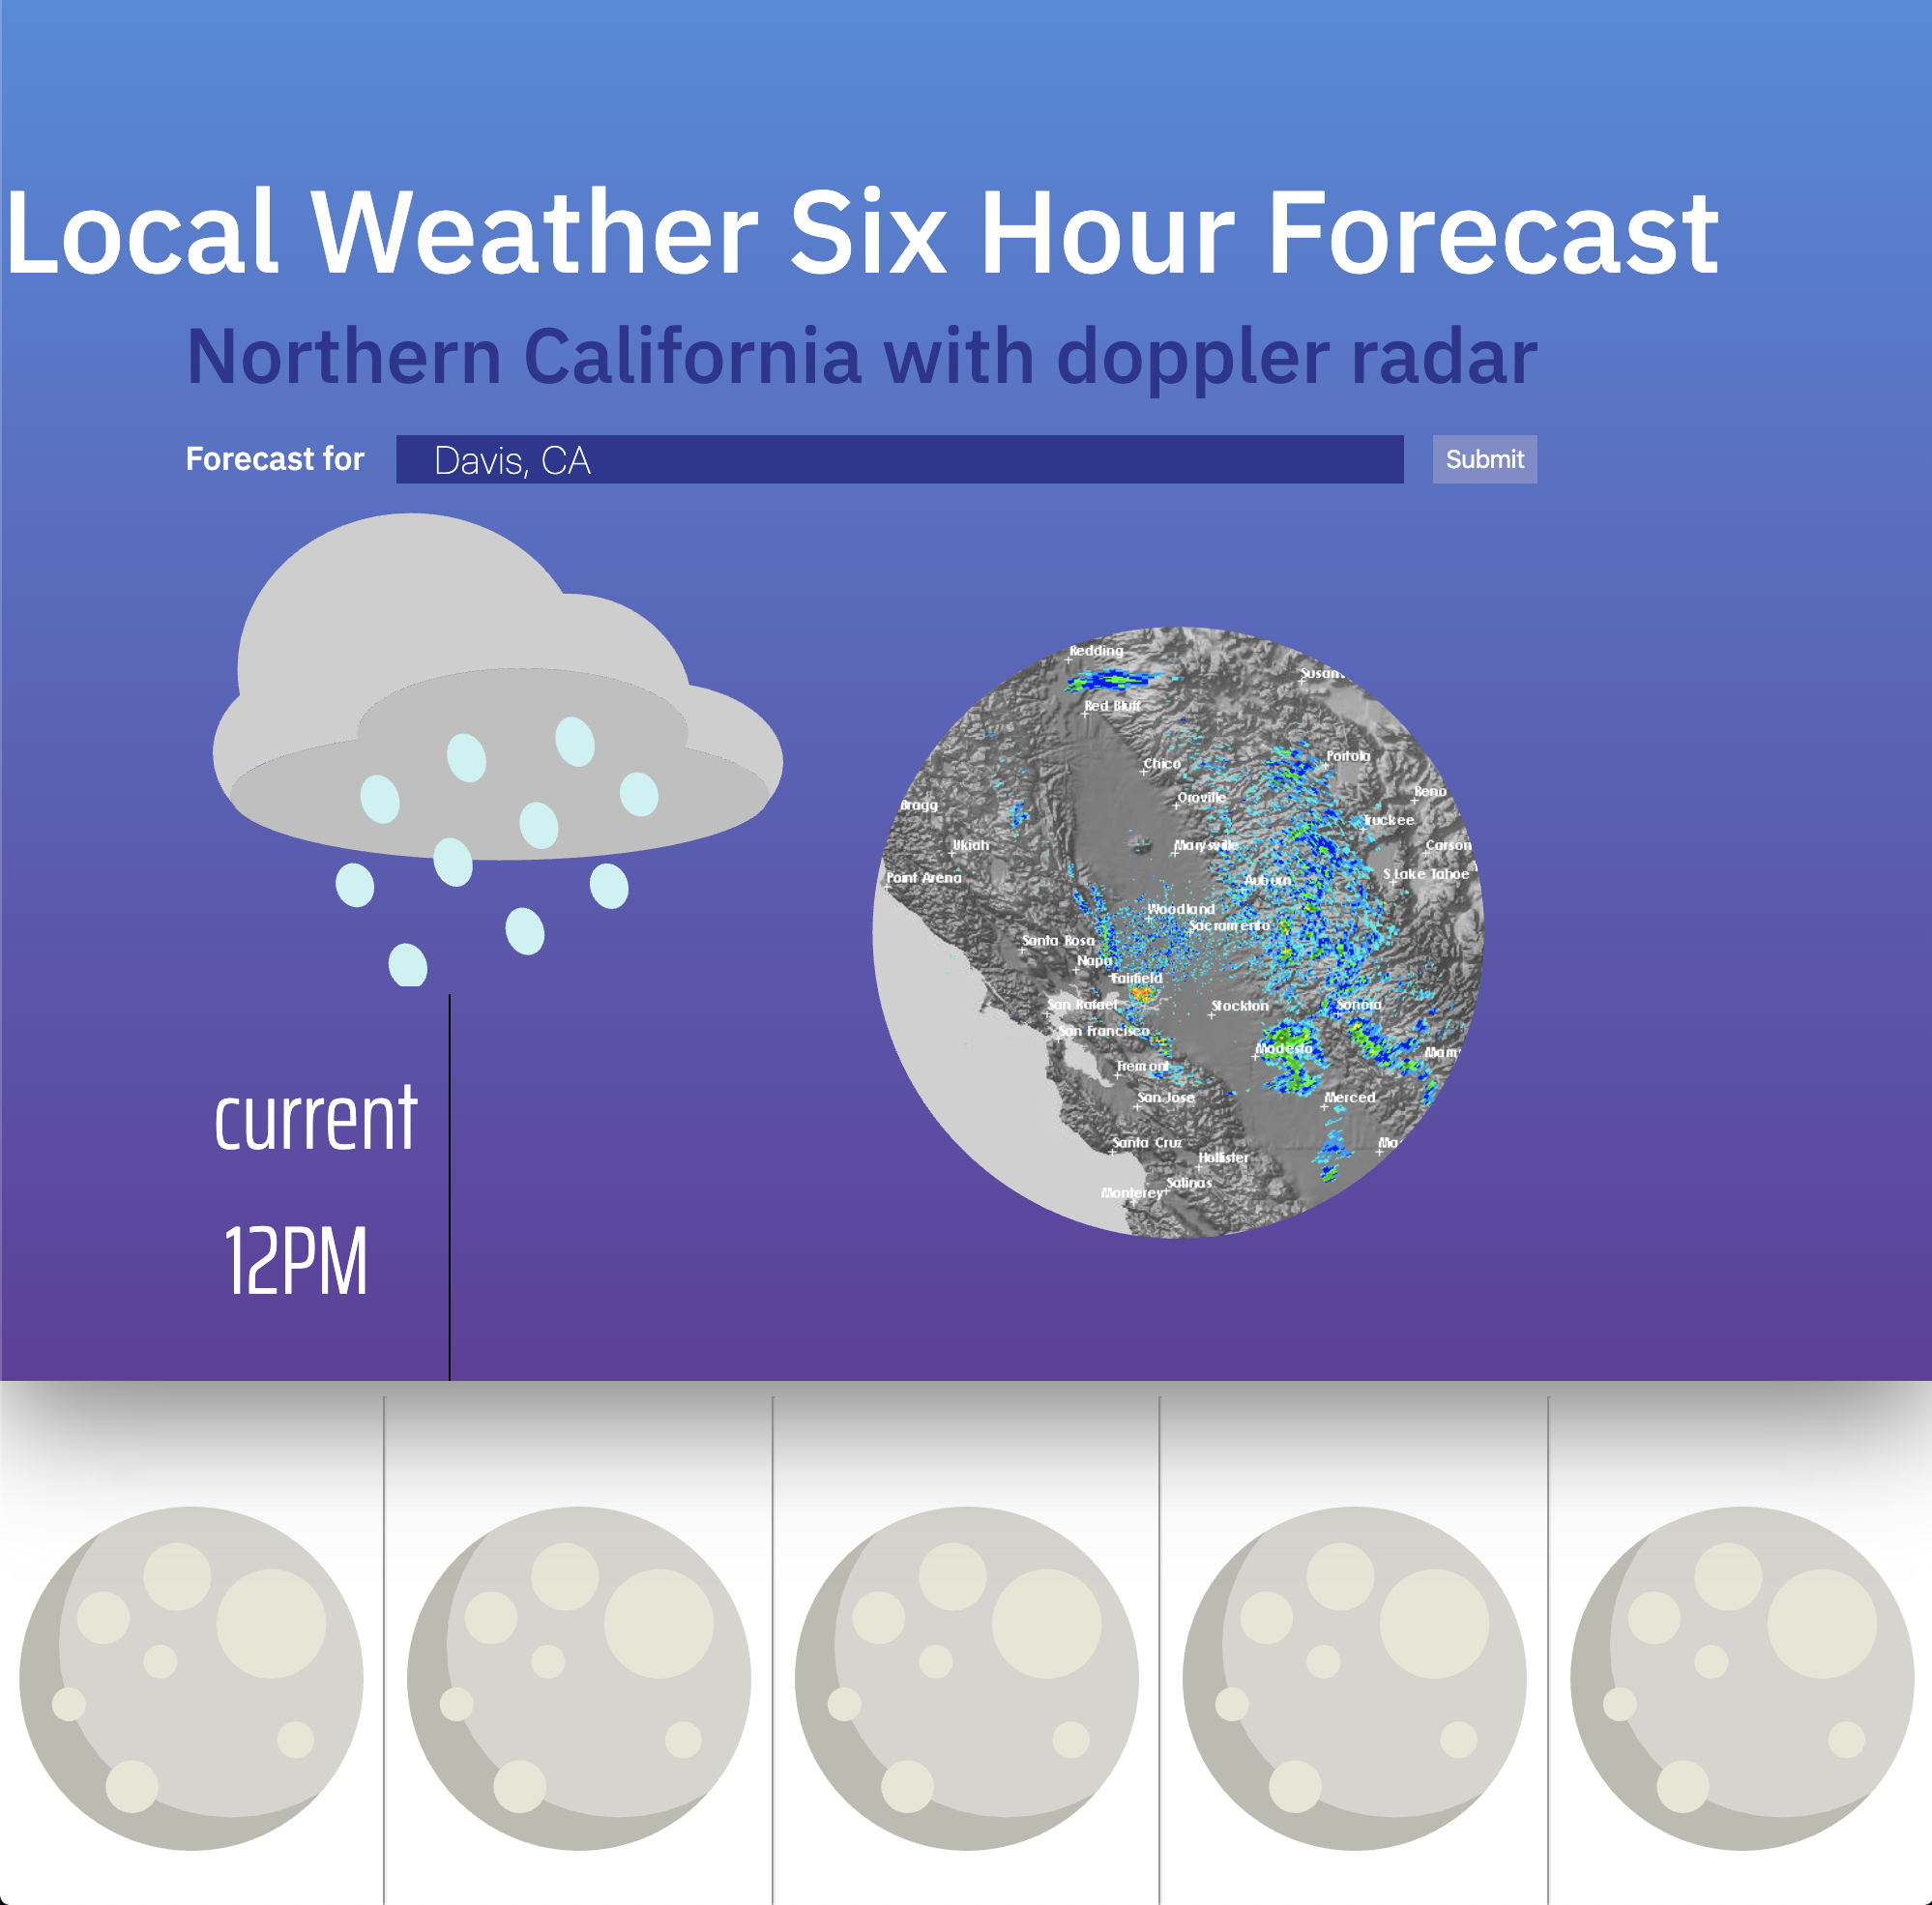 Local Weather Six Hour Forecast
Northern California with doppler radar
Forecast for
Davis, CA
Submit
Redding
Red Bluff
Chico
Portola
Oroville
Reno
Bragg
Truckee
Ukiah
Marysville
Carson
Point Arena
Auburn
S Lake Tahoe
Woodland
Sacramento
Santa Rosa
Napa
Fairfield
San Rafael
Stockton
Sonora
San Francisco
Modesto
Fremont
San Jose
Merced
Santa Cruz
Hollister
Salinas
Monterey
current
12PM